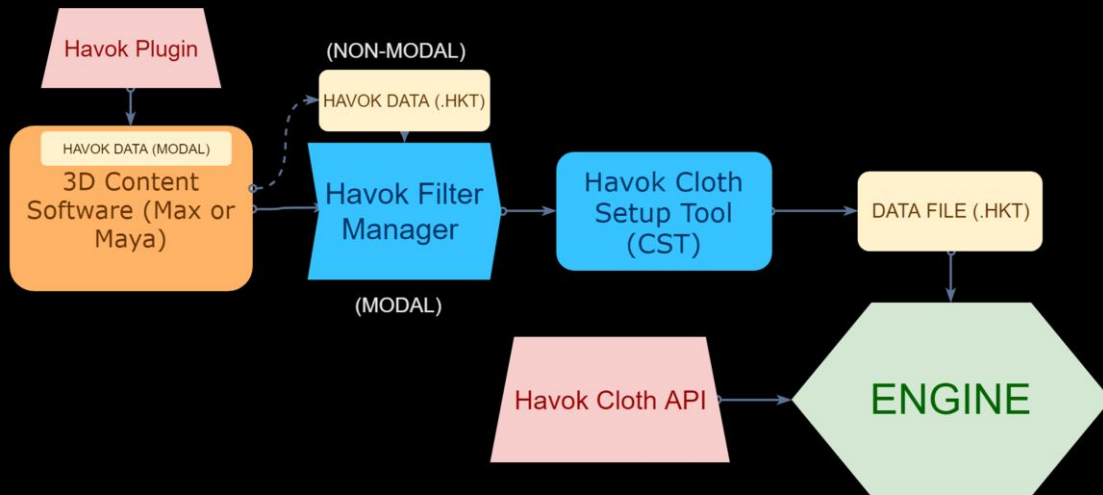 Havok Plugin
(NON-MODAL)
HAVOK DATA (.HKT)
HAVOK DATA (MODAL)
3D Content
Software (Max or
Maya)
Havok Filter
Manager
(MODAL)
Havok Cloth
Setup Tool
(CST)
DATA FILE (.HKT)
Havok Cloth API
ENGINE